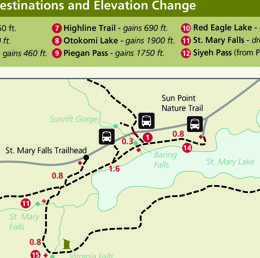 estinations and Elevation Change
0 ft. 7 Highline Trail - gains 690 ft. 10 Red Eagle Lake -
ft. 8 Otokomi Lake - gains 1900 ft. 11 St. Mary Falls - dr
gains 460 ft. 9 Piegan Pass - gains 1750 ft. 12 Siyeh Pass (from P
Sun Point
Nature Trail
Sunrift Gorge
1
0.3
0.8
14
St. Mary Falls Trailhead
Baring
Falls
St. Mary Lake
1.6
0.8
11
St. Mary
Falls
0.8
15
Virginia Falls